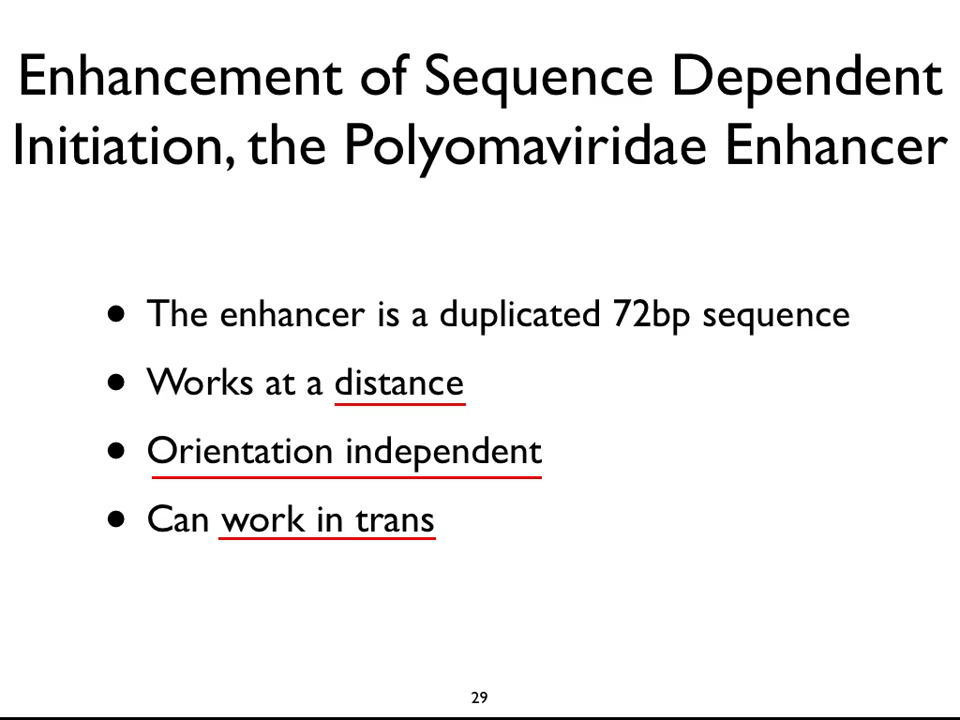 Enhancement of Sequence Dependent
Initiation, the Polyomaviridae Enhancer
• The enhancer is a duplicated 72bp sequence
• Works at a distance
• Orientation independent
• Can work in trans
29